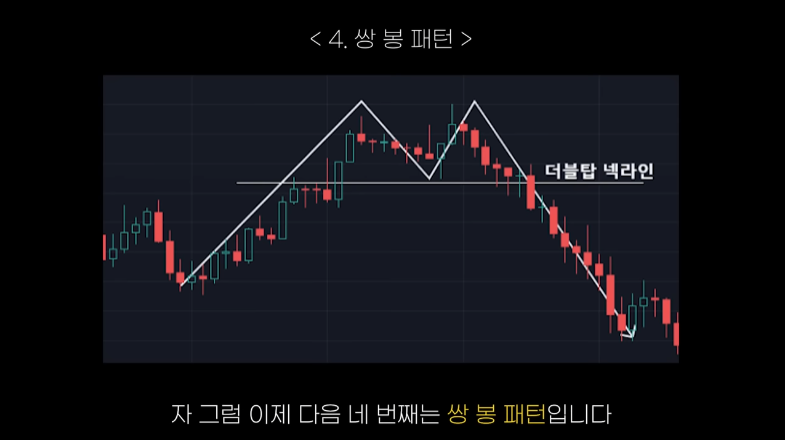 < 4. 쌍 봉 패턴 >
더블탑 넥라인
자 그럼 이제 다음 네 번째는 쌍 봉 패턴입니다